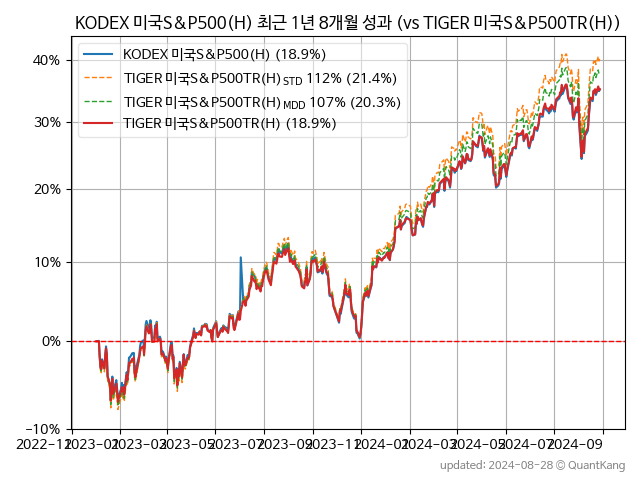 KODEX 미국S&P500(H) 최근 1년 8개월 성과 (vs TIGER 미국S&P500TR(H))
KODEX 미국S&P500(H) (18.9%)
TIGER 미국S&P500TR(H) STD 112% (21.4%)
TIGER 미국S&P500TR(H) MDD 107% (20.3%)
TIGER 미국S&P500TR(H) (18.9%)
40%
30%
20%
10%
0%
-10%
2022-11 2023-01 2023-03 2023-05 2023-07 2023-09 2023-11 2024-01 2024-03 2024-05 2024-07 2024-09
updated: 2024-08-28 © QuantKang